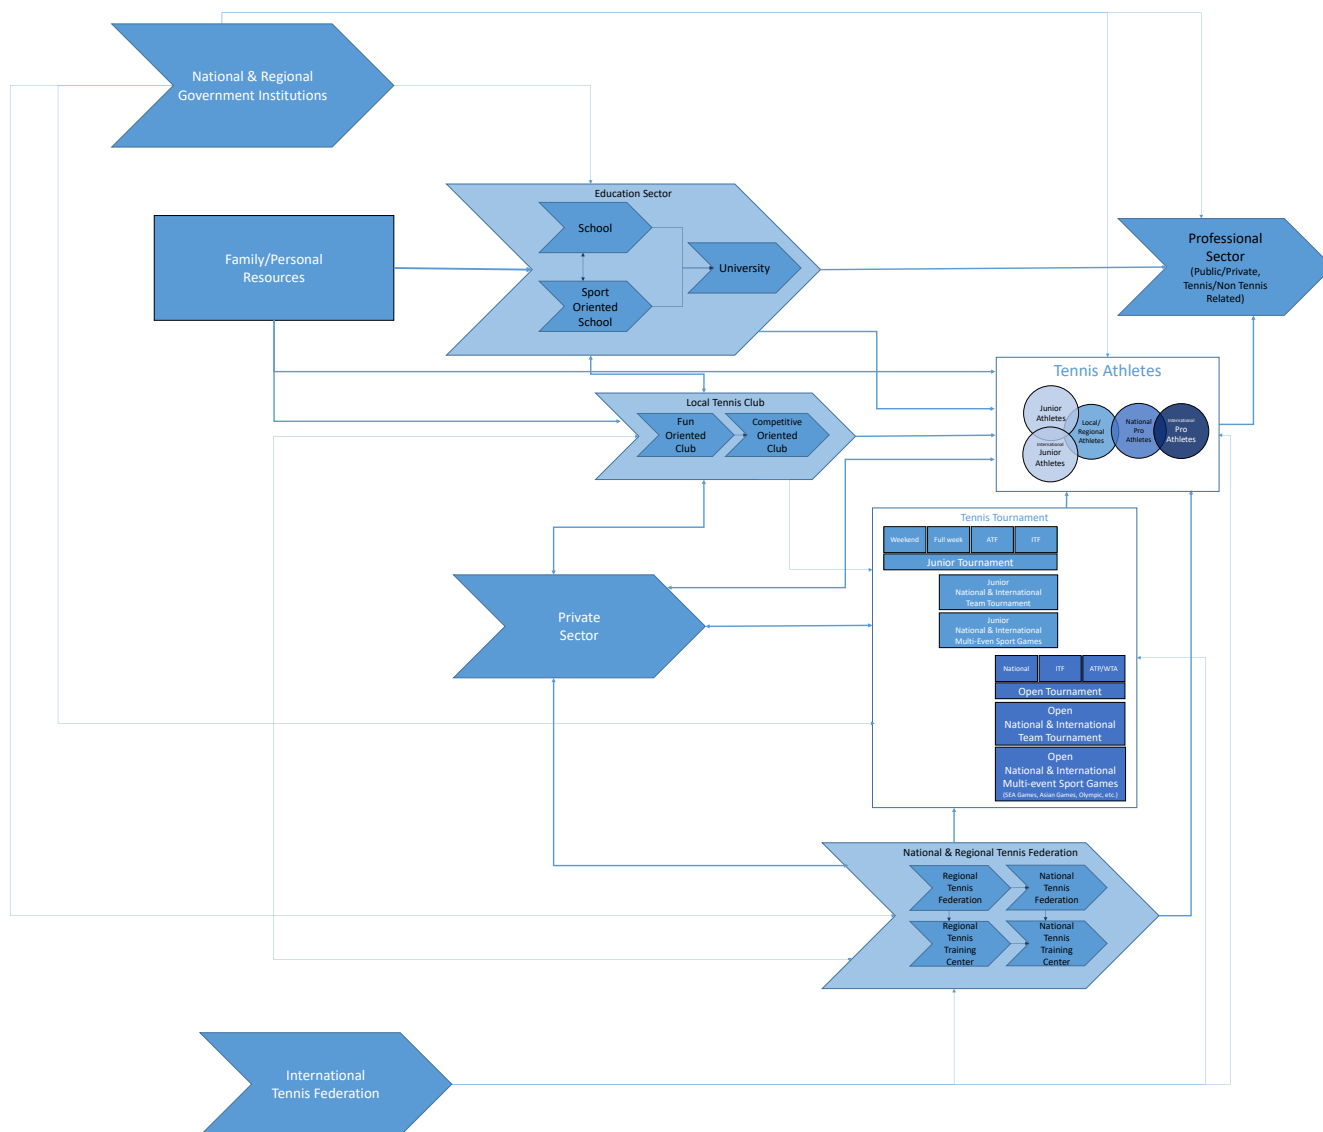 National & Regional
Government Institutions
Education Sector
School
Sport
Oriented
School
University
Family/Personal
Resources
Professional
Sector
(Public/Private,
Tennis/Non Tennis
Related)
Local Tennis Club
Fun
Oriented
Club
Competitive
Oriented
Club
Tennis Athletes
Junior
Athletes
International
Junior
Athletes
Local/
Regional
Athletes
National
Pro
Athletes
International
Pro
Athletes
Tennis Tournament
Weekend
Full week
ATF
ITF
Junior Tournament
Junior
National & International
Team Tournament
Junior
National & International
Multi-Even Sport Games
National
ITF
ATP/WTA
Open Tournament
Open
National & International
Team Tournament
Open
National & International
Multi-event Sport Games
(SEA Games, Asian Games, Olympic, etc.)
Private
Sector
National & Regional Tennis Federation
Regional
Tennis
Federation
National
Tennis
Federation
Regional
Tennis
Training
Center
National
Tennis
Training
Center
International
Tennis Federation